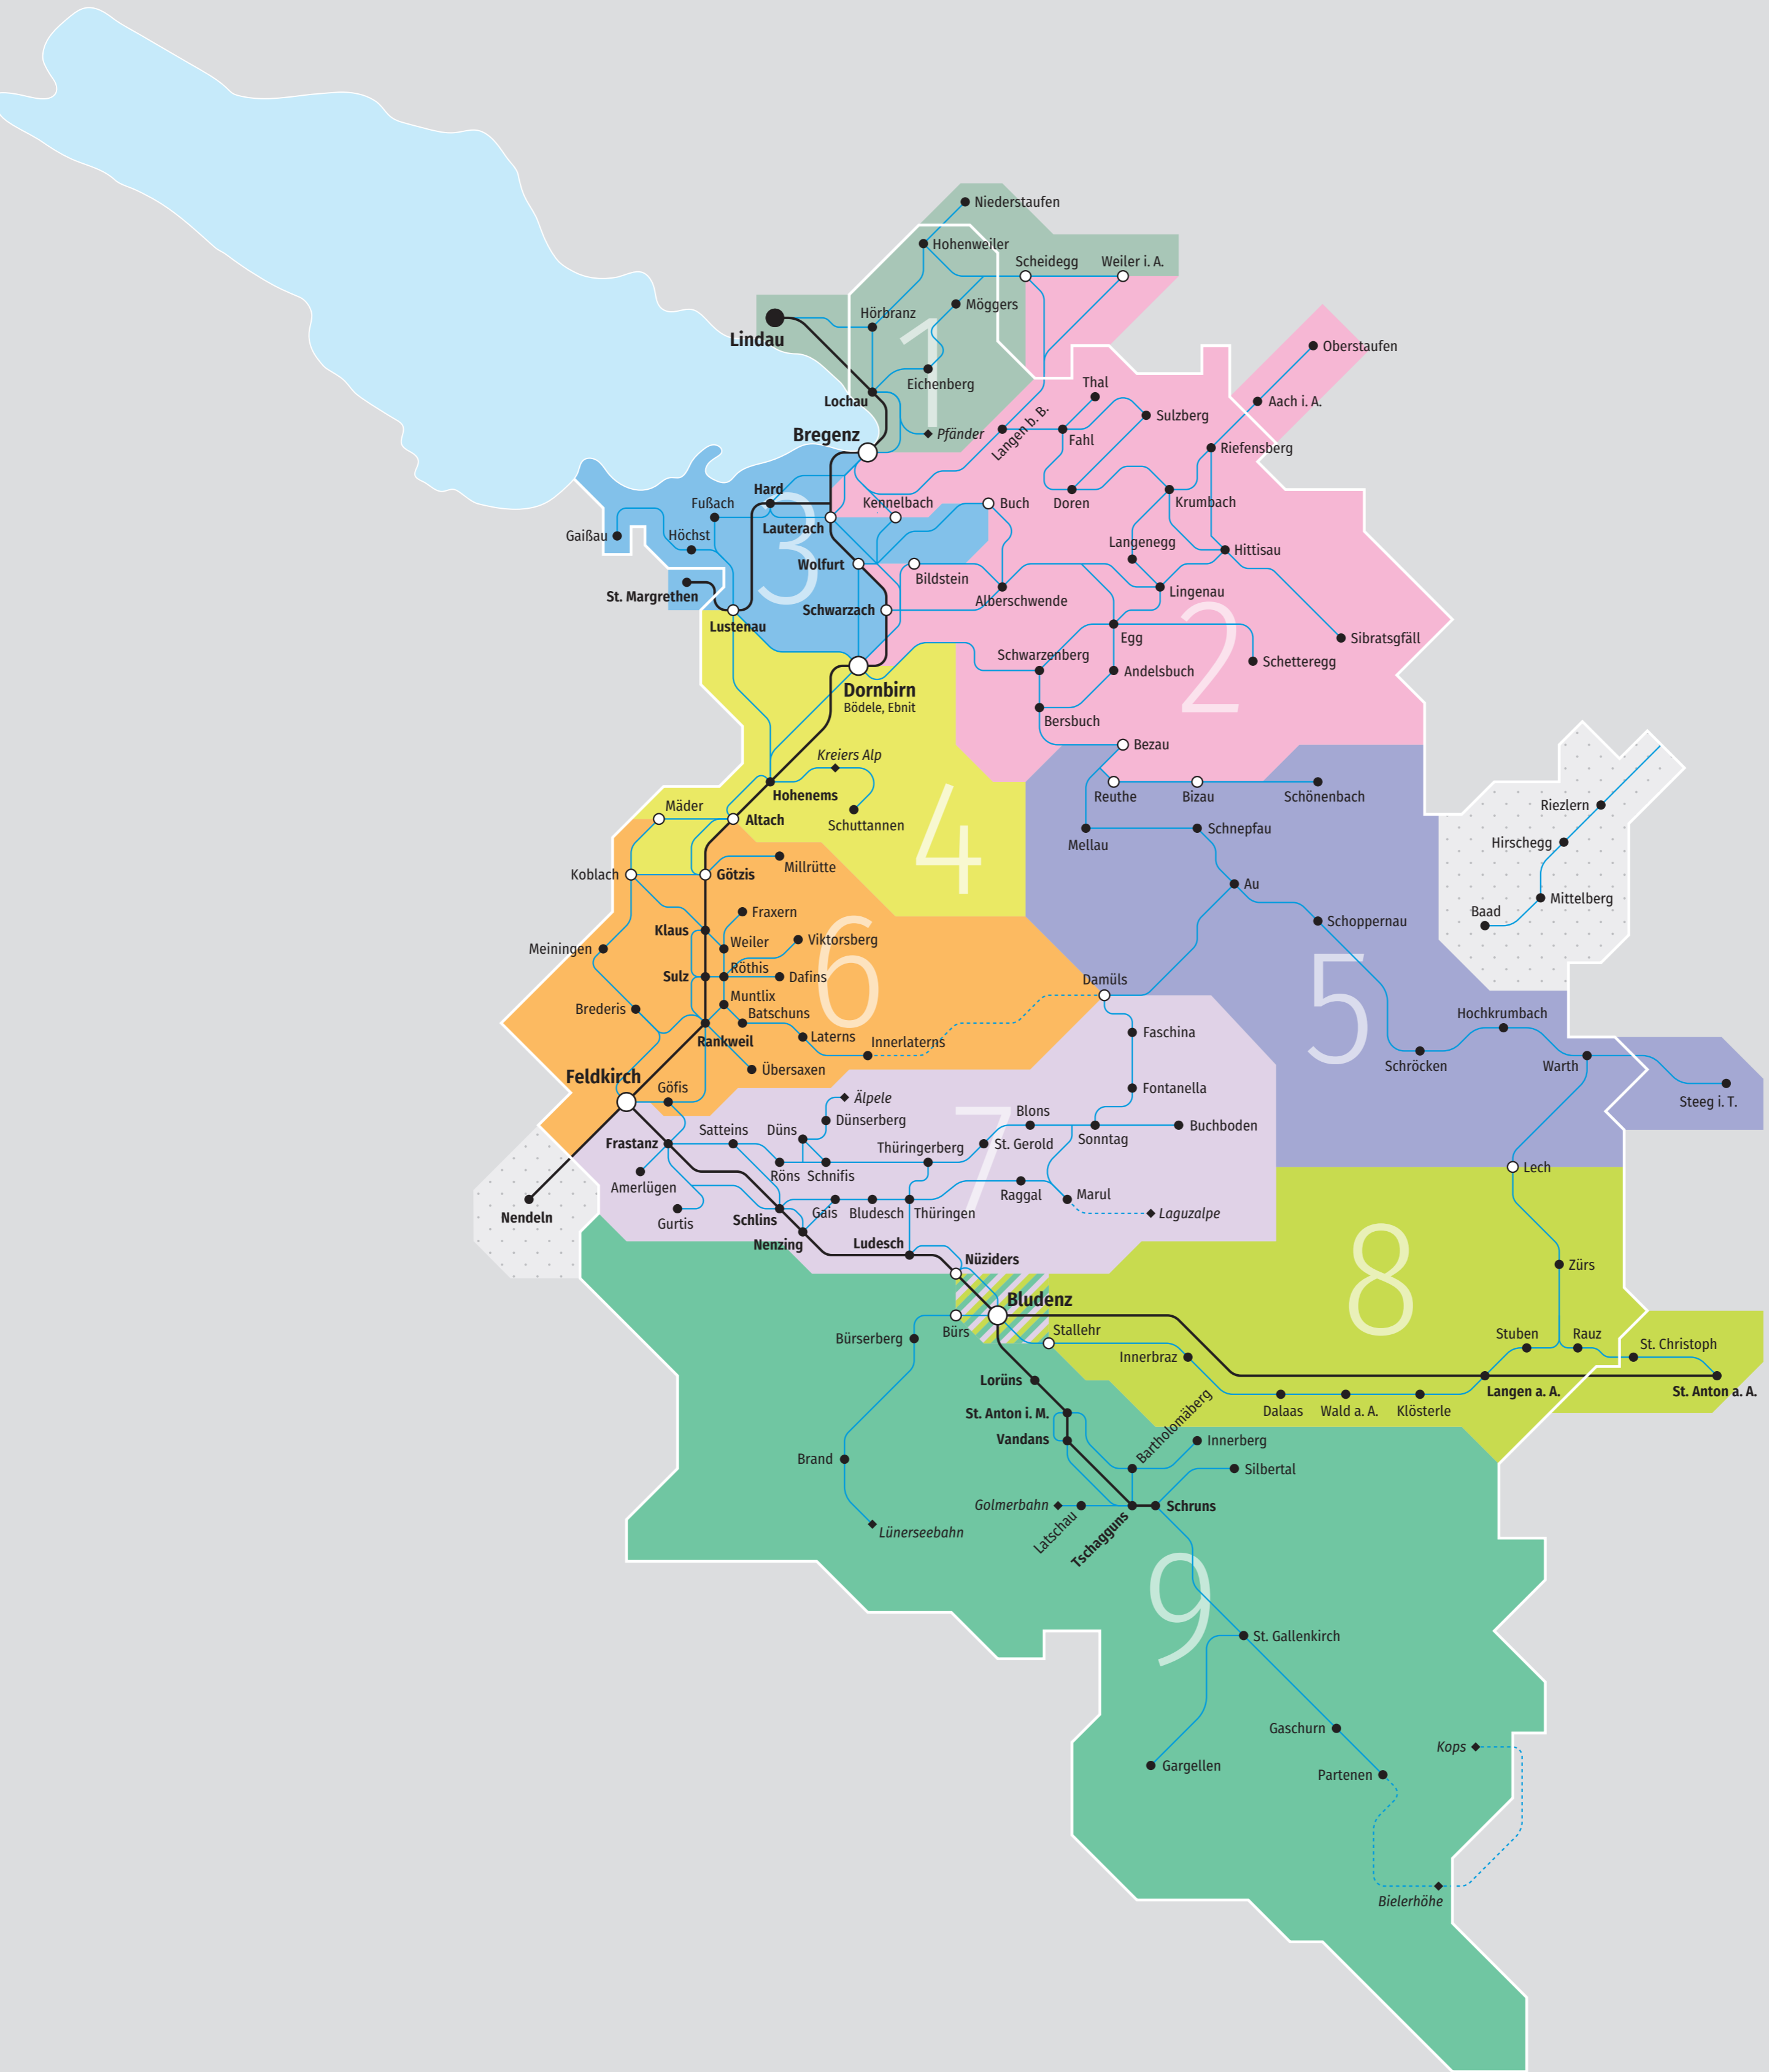 Niederstaufen
Hohenweiler
Scheidegg
Weiler i. A.
Möggers
Hörbranz
1
Lindau
Oberstaufen
Eichenberg
Thal
Lochau
Aach i. A.
Sulzberg
Langen b. B.
Pfänder
Bregenz
Fahl
Riefensberg
Hard
Fußach
Kennelbach
Buch
Doren
Krumbach
Lauterach
Gaißau
Höchst
3
Langenegg
Hittisau
Wolfurt
Bildstein
St. Margrethen
Alberschwende
Lingenau
Schwarzach
Lustenau
2
Egg
Sibratsgfäll
Schwarzenberg
Schetteregg
Andelsbuch
Dornbirn
Bödele, Ebnit
Bersbuch
Bezau
Kreiers Alp
Hohenems
Reuthe
Bizau
Schönenbach
Mäder
Altach
Schuttannen
4
Mellau
Schnepfau
Riezlern
Hirschegg
Millrütte
Koblach
Götzis
Au
Mittelberg
Baad
Fraxern
Schoppernau
Klaus
Weiler
Viktorsberg
Meiningen
6
5
Röthis
Sulz
Dafins
Damüls
Muntlix
Brederis
Batschuns
Hochkrumbach
Laterns
Faschina
Rankweil
Innerlaterns
Übersaxen
Schröcken
Warth
Feldkirch
Göfis
Fontanella
Älpele
Steeg i. T.
Blons
Dünserberg
7
Satteins
Düns
Buchboden
Frastanz
Thüringerberg
St. Gerold
Sonntag
Röns
Schnifis
Lech
Amerlügen
Raggal
Marul
Nendeln
Gurtis
Schlins
Gais
Bludesch
Thüringen
Laguzalpe
Nenzing
Ludesch
Nüziders
8
Zürs
Bludenz
Bürs
Stallehr
Bürserberg
Stuben
Rauz
St. Christoph
Innerbraz
Lorüns
Langen a. A.
St. Anton a. A.
Dalaas
Wald a. A.
Klösterle
St. Anton i. M.
Bartholomäberg
Vandans
Innerberg
Brand
Silbertal
Golmerbahn
Latschau
Tschagguns
Schruns
Lünerseebahn
9
St. Gallenkirch
Gaschurn
Kops
Gargellen
Partenen
Bielerhöhe